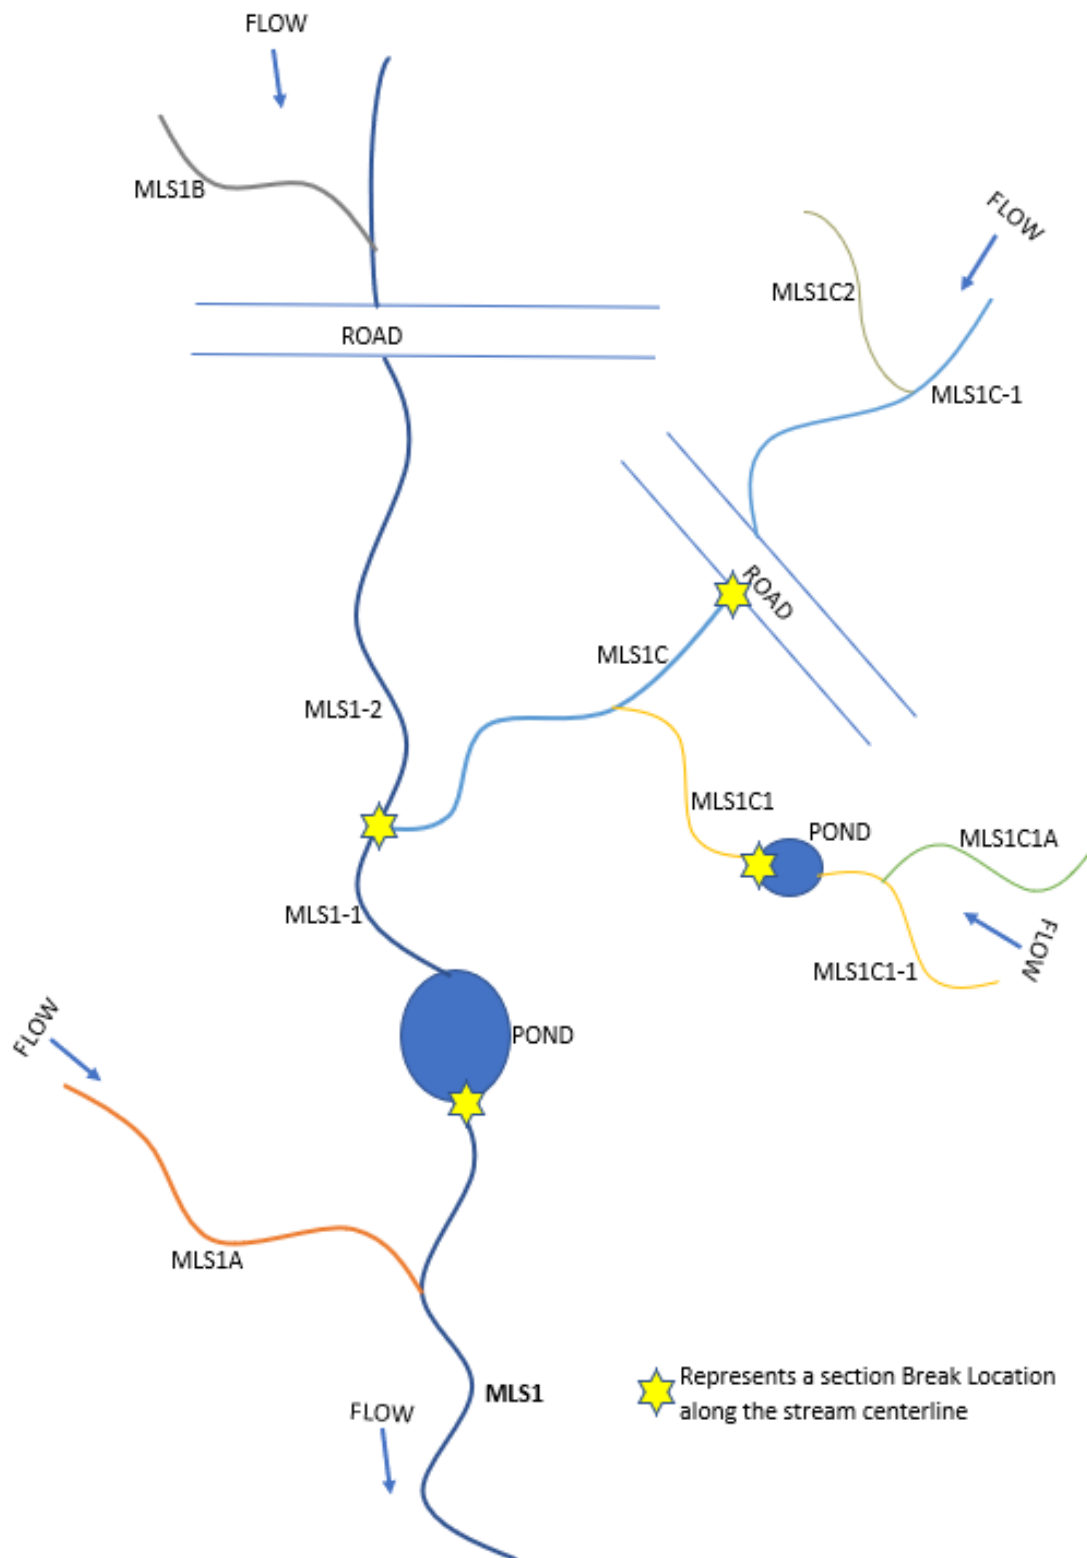 FLOW
MLS1B
FLOW
MLS1C2
ROAD
MLS1C-1
ROAD
MLS1C
MLS1-2
MLS1C1
POND
MLS1C1A
MLS1-1
FLOW
MLS1C1-1
FLOW
POND
MLS1A
MLS1
FLOW
Represents a section Break Location
along the stream centerline